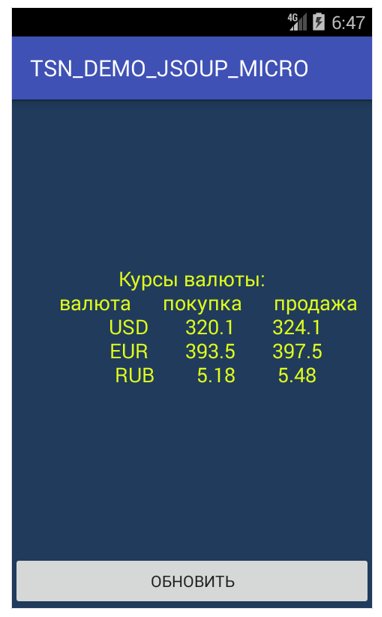 4G 6:47
TSN_DEMO_JSOUP_MICRO
Курсы валюты:
валюта покупка продажа
USD 320.1 324.1
EUR 393.5 397.5
RUB 5.18 5.48
ОБНОВИТЬ